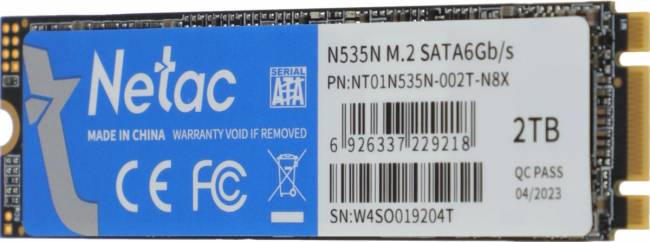 Netac
SERIAL
ATA
MADE IN CHINA WARRANTY VOID IF REMOVED
CE FC
N535N M.2 SATA6Gb/s
PN:NT01N535N-002T-N8X
6 926337 229218
2TB
QC PASS
04/2023
SN:W4SO019204T